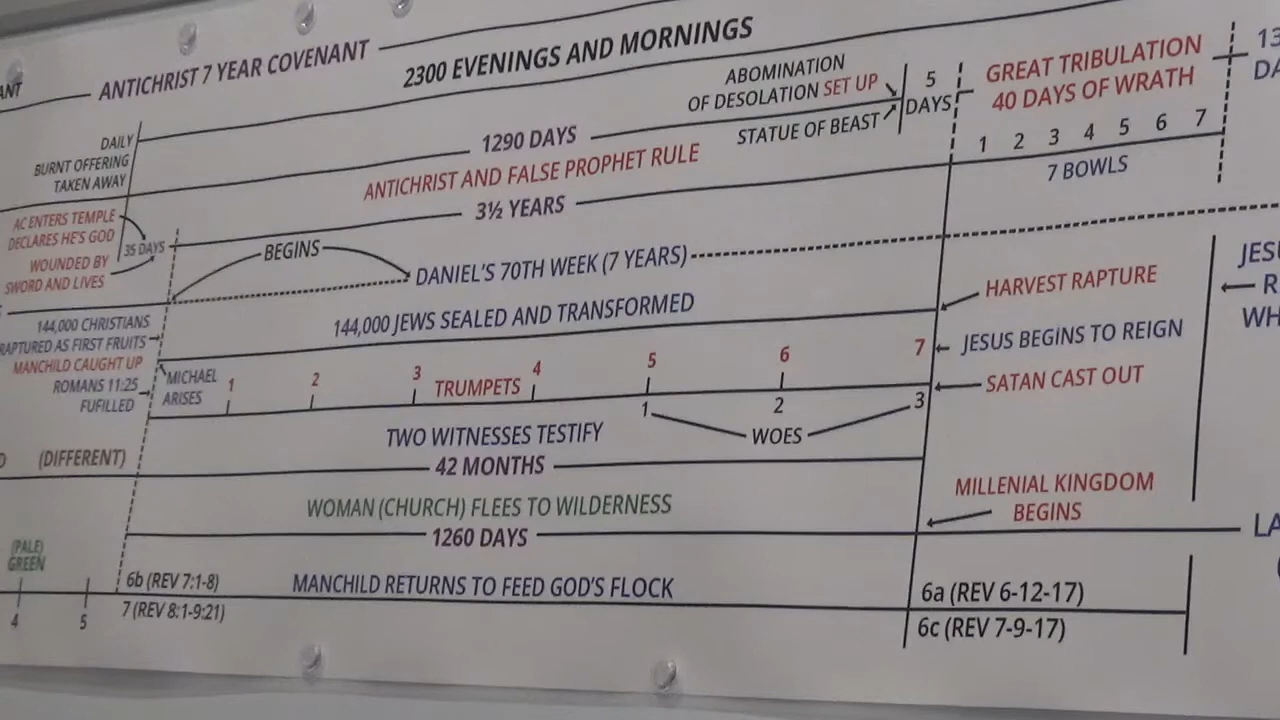 ANTICHRIST 7 YEAR COVENANT
2300 EVENINGS AND MORNINGS
DAILY
BURNT OFFERING
TAKEN AWAY
1290 DAYS
ABOMINATION
OF DESOLATION SET UP
STATUE OF BEAST
5
DAYS
GREAT TRIBULATION
40 DAYS OF WRATH
1 2 3 4 5 6 7
7 BOWLS
ANTICHRIST AND FALSE PROPHET RULE
3½ YEARS
AC ENTERS TEMPLE
DECLARES HE'S GOD
35 DAYS
WOUNDED BY
SWORD AND LIVES
BEGINS
DANIEL'S 70TH WEEK (7 YEARS)
144,000 JEWS SEALED AND TRANSFORMED
HARVEST RAPTURE
144,000 CHRISTIANS
RAPTURED AS FIRST FRUITS
MANCHILD CAUGHT UP
ROMANS 11:25
FUFILLED
MICHAEL
ARISES
1 2 3 TRUMPETS 4 5 6 7
JESUS BEGINS TO REIGN
SATAN CAST OUT
1 2 3
WOES
TWO WITNESSES TESTIFY
42 MONTHS
(DIFFERENT)
WOMAN (CHURCH) FLEES TO WILDERNESS
1260 DAYS
MILLENIAL KINGDOM
BEGINS
(PALE)
GREEN
4 5
6b (REV 7:1-8)
7 (REV 8:1-9:21)
MANCHILD RETURNS TO FEED GOD'S FLOCK
6a (REV 6-12-17)
6c (REV 7-9-17)